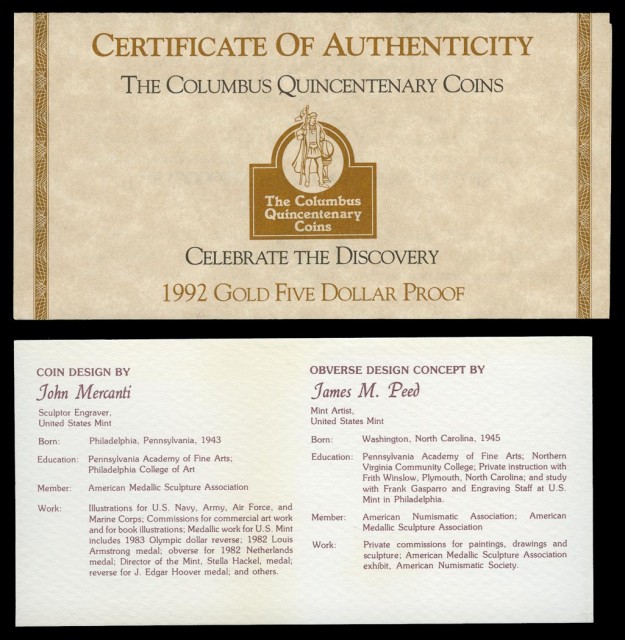 CERTIFICATE OF AUTHENTICITY
THE COLUMBUS QUINCENTENARY COINS
The Columbus
Quincentenary
Coins
CELEBRATE THE DISCOVERY
1992 GOLD FIVE DOLLAR PROOF
COIN DESIGN BY
John Mercanti
Sculptor Engraver,
United States Mint
Born: Philadelphia, Pennsylvania, 1943
Education: Pennsylvania Academy of Fine Arts;
Philadelphia College of Art
Member: American Medallic Sculpture Association
Work: Illustrations for U.S. Navy, Army, Air Force, and
Marine Corps; Commissions for commercial art work
and for book illustrations; Medallic work for U.S. Mint
includes 1983 Olympic dollar reverse; 1982 Louis
Armstrong medal; obverse for 1982 Netherlands
medal; Director of the Mint, Stella Hackel, medal;
reverse for J. Edgar Hoover medal; and others.
OBVERSE DESIGN CONCEPT BY
James M. Peed
Mint Artist,
United States Mint
Born: Washington, North Carolina, 1945
Education: Pennsylvania Academy of Fine Arts; Northern
Virginia Community College; Private instruction with
Frith Winslow, Plymouth, North Carolina; and study
with Frank Gasparro and Engraving Staff at U.S.
Mint in Philadelphia.
Member: American Numismatic Association; American
Medallic Sculpture Association
Work: Private commissions for paintings, drawings and
sculpture; American Medallic Sculpture Association
exhibit, American Numismatic Society.